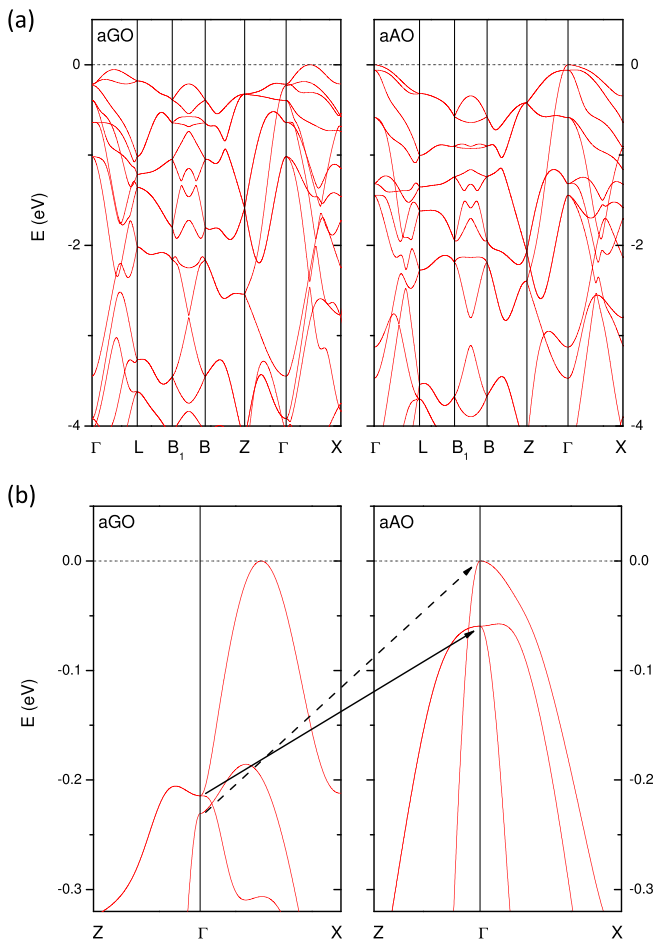 (a)
aGO
aAO
0
0
-2
-2
-4
-4
E (eV)
Γ L B1 B Z Γ X
Γ L B1 B Z Γ X
(b)
aGO
aAO
0.0
0.0
-0.1
-0.1
-0.2
-0.2
-0.3
-0.3
E (eV)
Z Γ X
Z Γ X